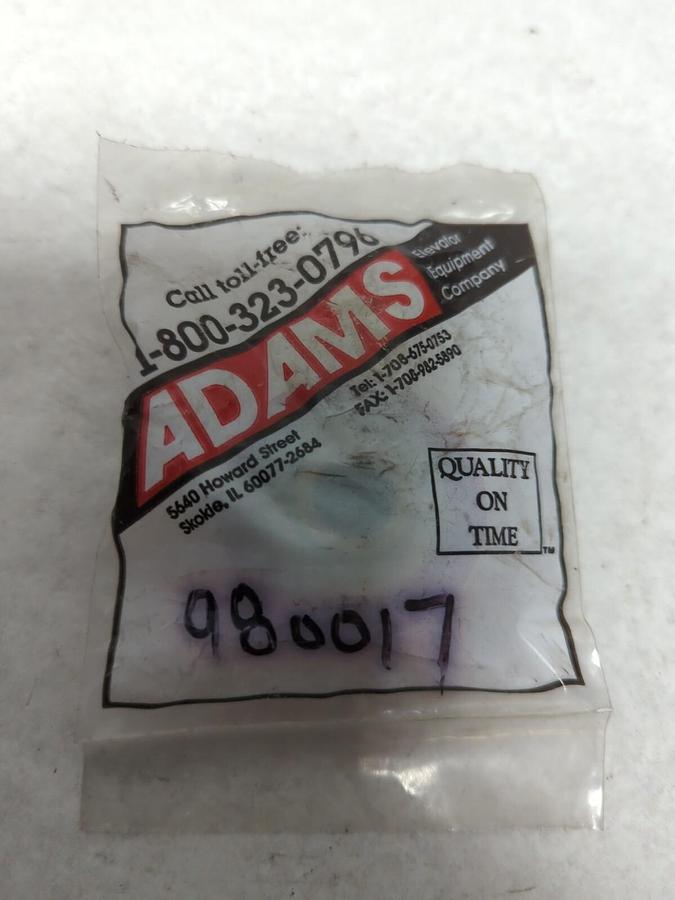 Call toll-free:
1-800-323-0796
ADAMS
Elevator
Equipment
Company
Tel: 1-708-675-0753
FAX: 1-708-982-5890
5640 Howard Street
Skokie, IL 60077-2684
QUALITY
ON
TIME
TM
980017